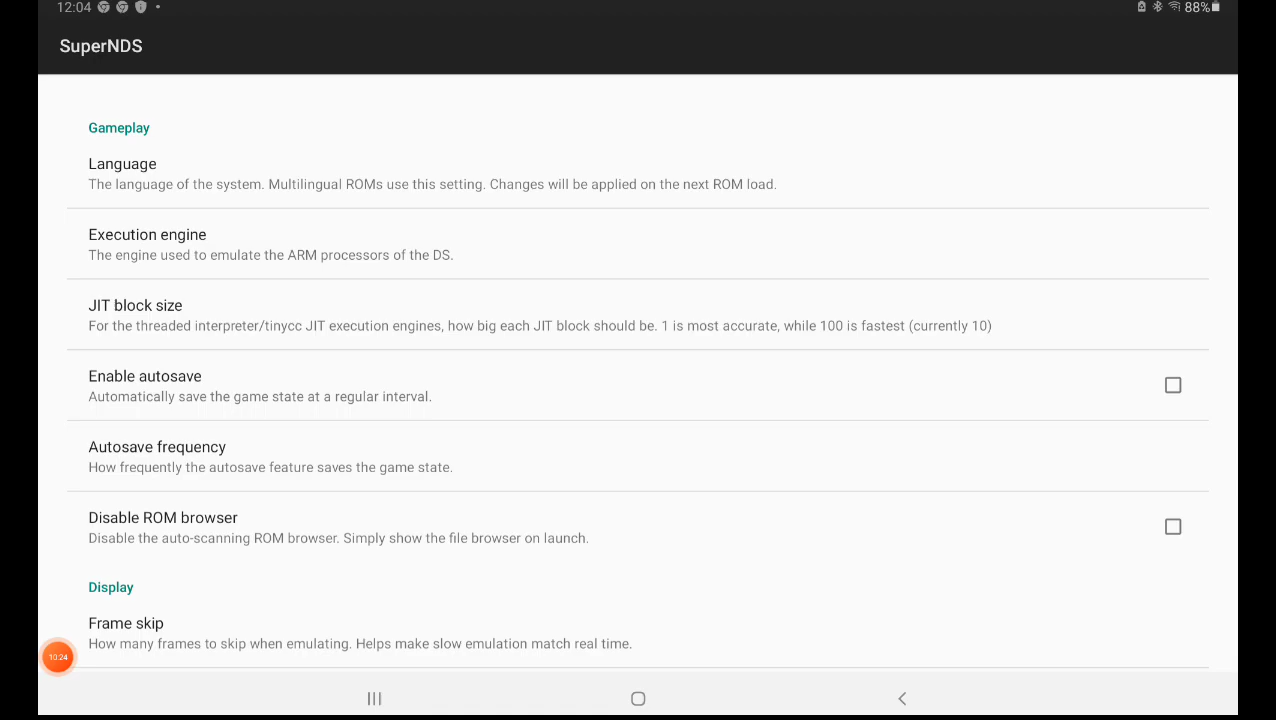 12:04
88%
SuperNDS
Gameplay
Language
The language of the system. Multilingual ROMs use this setting. Changes will be applied on the next ROM load.
Execution engine
The engine used to emulate the ARM processors of the DS.
JIT block size
For the threaded interpreter/tinycc JIT execution engines, how big each JIT block should be. 1 is most accurate, while 100 is fastest (currently 10)
Enable autosave
Automatically save the game state at a regular interval.
Autosave frequency
How frequently the autosave feature saves the game state.
Disable ROM browser
Disable the auto-scanning ROM browser. Simply show the file browser on launch.
Display
Frame skip
How many frames to skip when emulating. Helps make slow emulation match real time.
10:24